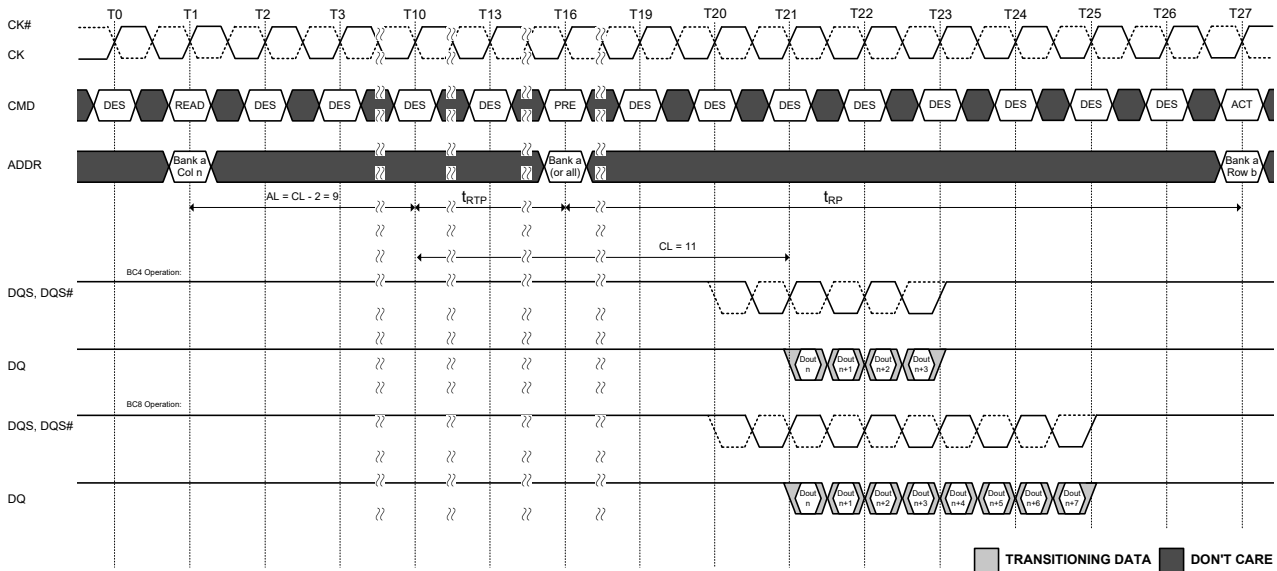 T0 T1 T2 T3 T10 T13 T16 T19 T20 T21 T22 T23 T24 T25 T26 T27
CK#
CK
CMD DES READ DES DES DES DES PRE DES DES DES DES DES DES DES DES ACT
ADDR
Bank a
Col n
Bank a
(or all)
Bank a
Row b
AL = CL - 2 = 9
tRTP
tRP
CL = 11
BC4 Operation:
DQS, DQS#
DQ
Dout
n
Dout
n+1
Dout
n+2
Dout
n+3
BC8 Operation:
DQS, DQS#
DQ
Dout
n
Dout
n+1
Dout
n+2
Dout
n+3
Dout
n+4
Dout
n+5
Dout
n+6
Dout
n+7
TRANSITIONING DATA
DON'T CARE